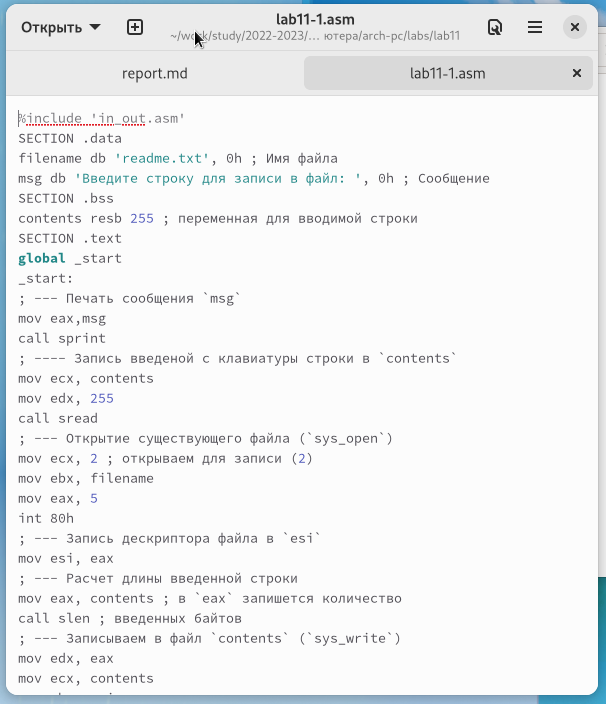 Открыть
lab11-1.asm
~/work/study/2022-2023/... ютера/arch-pc/labs/lab11
report.md
lab11-1.asm
%include 'in_out.asm'
SECTION .data
filename db 'readme.txt', 0h ; Имя файла
msg db 'Введите строку для записи в файл: ', 0h ; Сообщение
SECTION .bss
contents resb 255 ; переменная для вводимой строки
SECTION .text
global _start
_start:
; --- Печать сообщения `msg`
mov eax,msg
call sprint
; ---- Запись введеной с клавиатуры строки в `contents`
mov ecx, contents
mov edx, 255
call sread
; --- Открытие существующего файла (`sys_open`)
mov ecx, 2 ; открываем для записи (2)
mov ebx, filename
mov eax, 5
int 80h
; --- Запись дескриптора файла в `esi`
mov esi, eax
; --- Расчет длины введенной строки
mov eax, contents ; в `eax` запишется количество
call slen ; введенных байтов
; --- Записываем в файл `contents` (`sys_write`)
mov edx, eax
mov ecx, contents